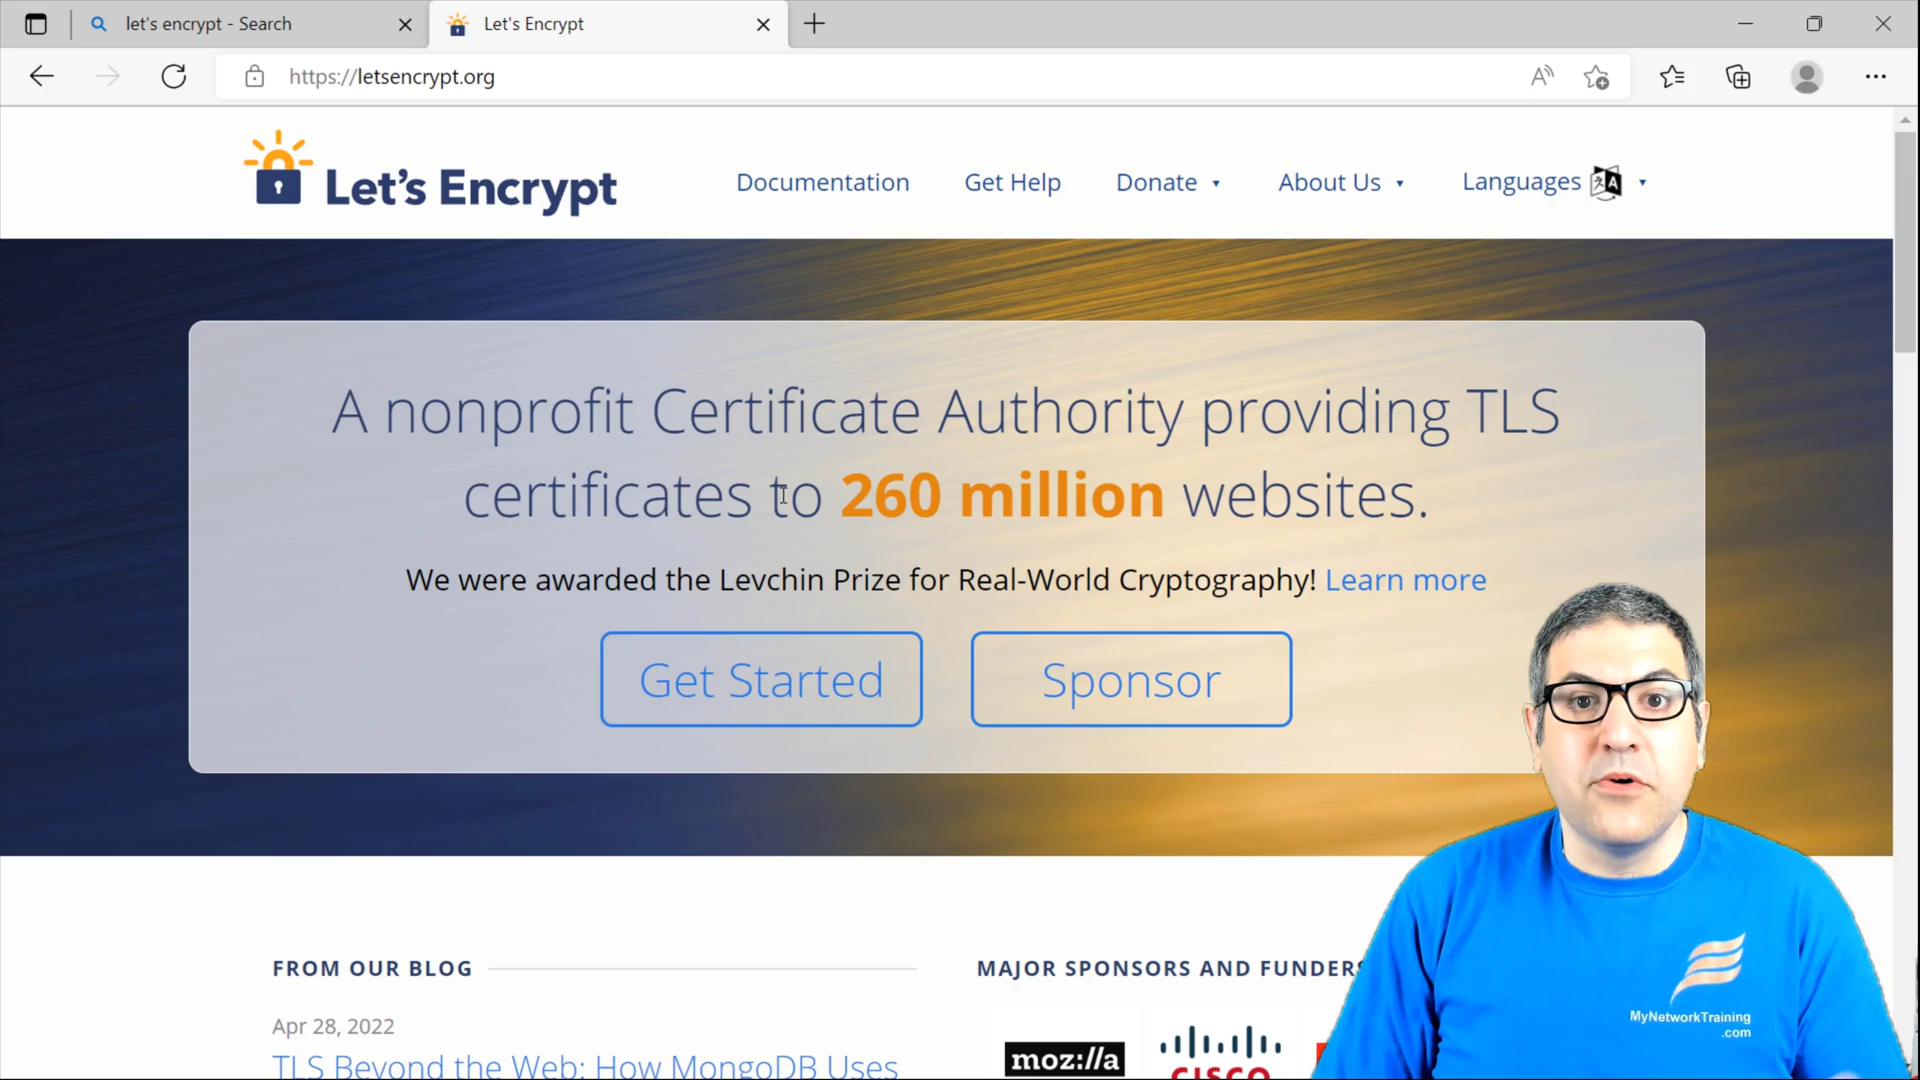 let's encrypt - Search
Let's Encrypt
https://letsencrypt.org
Let's Encrypt
Documentation
Get Help
Donate
About Us
Languages
A nonprofit Certificate Authority providing TLS
certificates to 260 million websites.
We were awarded the Levchin Prize for Real-World Cryptography! Learn more
Get Started
Sponsor
FROM OUR BLOG
MAJOR SPONSORS AND FUNDERS
Apr 28, 2022
TLS Beyond the Web: How MongoDB Uses
moz://a
CISCO
MyNetworkTraining
.com